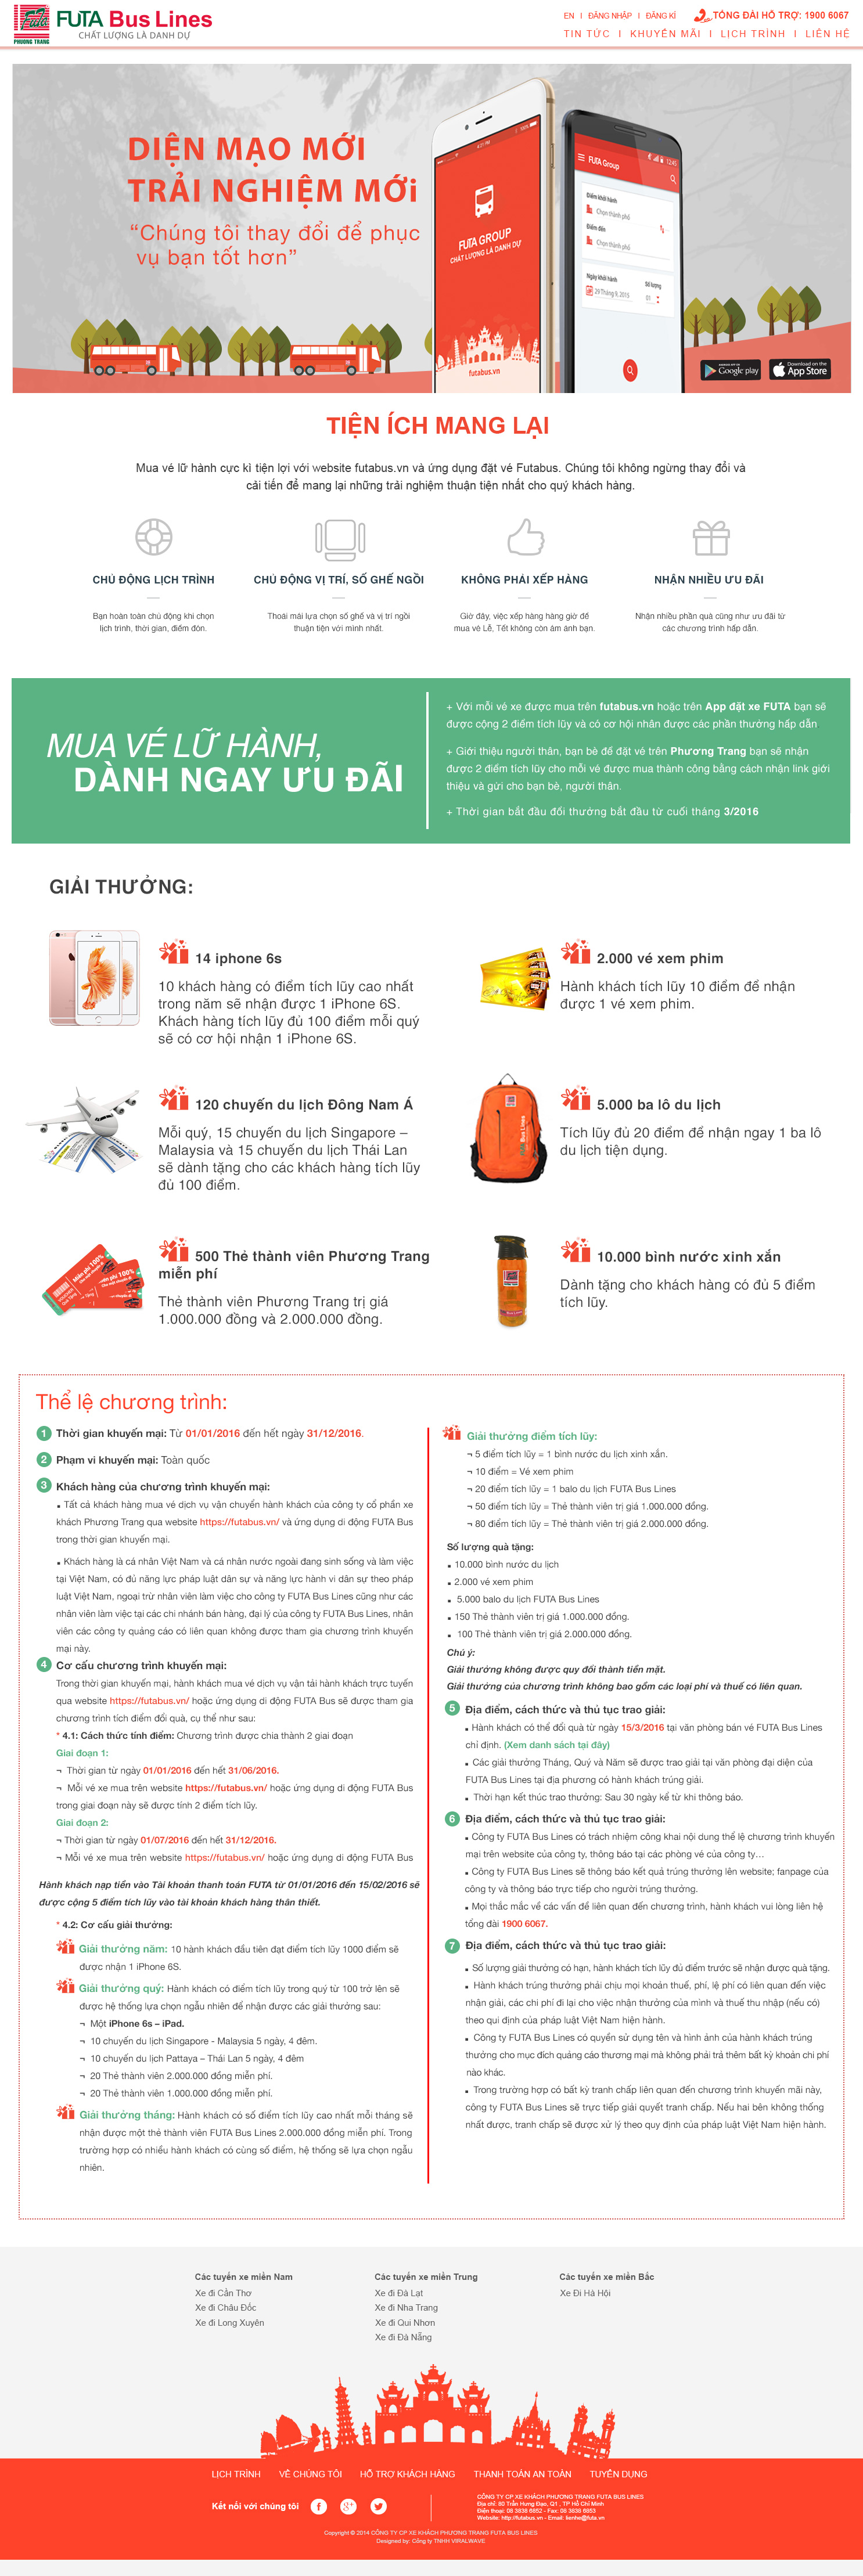 FUTA Bus Lines
CHẤT LƯỢNG LÀ DANH DỰ
PHƯƠNG TRANG
EN | ĐĂNG NHẬP | ĐĂNG KÍ
TỔNG ĐÀI HỖ TRỢ: 1900 6067
TIN TỨC | KHUYẾN MÃI | LỊCH TRÌNH | LIÊN HỆ
DIỆN MẠO MỚI
TRẢI NGHIỆM MỚi
“Chúng tôi thay đổi để phục
vụ bạn tốt hơn”
4:21 PM
100%
FUTA GROUP
CHẤT LƯỢNG LÀ DANH DỰ
futabus.vn
12:45
FUTA Group
Điểm khởi hành
Chọn thành phố
Điểm đến
Chọn thành phố
Ngày khởi hành
Số lượng
29 Tháng 9, 2015
01
Google play
Download on the
App Store
TIỆN ÍCH MANG LẠI
Mua vé lữ hành cực kì tiện lợi với website futabus.vn và ứng dụng đặt vé Futabus. Chúng tôi không ngừng thay đổi và
cải tiến để mang lại những trải nghiệm thuận tiện nhất cho quý khách hàng.
CHỦ ĐỘNG LỊCH TRÌNH
Bạn hoàn toàn chủ động khi chọn
lịch trình, thời gian, điểm đón.
CHỦ ĐỘNG VỊ TRÍ, SỐ GHẾ NGỒI
Thoải mái lựa chọn số ghế và vị trí ngồi
thuận tiện với mình nhất.
KHÔNG PHẢI XẾP HÀNG
Giờ đây, việc xếp hàng hàng giờ để
mua vé Lễ, Tết không còn ám ảnh bạn.
NHẬN NHIỀU ƯU ĐÃI
Nhận nhiều phần quà cũng như ưu đãi từ
các chương trình hấp dẫn.
MUA VÉ LỮ HÀNH,
DÀNH NGAY ƯU ĐÃI
+ Với mỗi vé xe được mua trên futabus.vn hoặc trên App đặt xe FUTA bạn sẽ
được cộng 2 điểm tích lũy và có cơ hội nhân được các phần thưởng hấp dẫn
+ Giới thiệu người thân, bạn bè để đặt vé trên Phương Trang bạn sẽ nhận
được 2 điểm tích lũy cho mỗi vé được mua thành công bằng cách nhận link giới
thiệu và gửi cho bạn bè, người thân.
+ Thời gian bắt đầu đổi thưởng bắt đầu từ cuối tháng 3/2016
GIẢI THƯỞNG:
14 iphone 6s
10 khách hàng có điểm tích lũy cao nhất
trong năm sẽ nhận được 1 iPhone 6S.
Khách hàng tích lũy đủ 100 điểm mỗi quý
sẽ có cơ hội nhận 1 iPhone 6S.
2.000 vé xem phim
Hành khách tích lũy 10 điểm để nhận
được 1 vé xem phim.
120 chuyến du lịch Đông Nam Á
Mỗi quý, 15 chuyến du lịch Singapore –
Malaysia và 15 chuyến du lịch Thái Lan
sẽ dành tặng cho các khách hàng tích lũy
đủ 100 điểm.
5.000 ba lô du lịch
Tích lũy đủ 20 điểm để nhận ngay 1 ba lô
du lịch tiện dụng.
500 Thẻ thành viên Phương Trang
miễn phí
Thẻ thành viên Phương Trang trị giá
1.000.000 đồng và 2.000.000 đồng.
10.000 bình nước xinh xắn
Dành tặng cho khách hàng có đủ 5 điểm
tích lũy.
Thể lệ chương trình:
1 Thời gian khuyến mại: Từ 01/01/2016 đến hết ngày 31/12/2016.
2 Phạm vi khuyến mại: Toàn quốc
3 Khách hàng của chương trình khuyến mại:
Tất cả khách hàng mua vé dịch vụ vận chuyển hành khách của công ty cổ phần xe
khách Phương Trang qua website https://futabus.vn/ và ứng dụng di động FUTA Bus
trong thời gian khuyến mại.
Khách hàng là cá nhân Việt Nam và cá nhân nước ngoài đang sinh sống và làm việc
tại Việt Nam, có đủ năng lực pháp luật dân sự và năng lực hành vi dân sự theo pháp
luật Việt Nam, ngoại trừ nhân viên làm việc cho công ty FUTA Bus Lines cũng như các
nhân viên làm việc tại các chi nhánh bán hàng, đại lý của công ty FUTA Bus Lines, nhân
viên các công ty quảng cáo có liên quan không được tham gia chương trình khuyến
mại này.
4 Cơ cấu chương trình khuyến mại:
Trong thời gian khuyến mại, hành khách mua vé dịch vụ vận tải hành khách trực tuyến
qua website https://futabus.vn/ hoặc ứng dụng di động FUTA Bus sẽ được tham gia
chương trình tích điểm đổi quà, cụ thể như sau:
* 4.1: Cách thức tính điểm: Chương trình được chia thành 2 giai đoạn
Giai đoạn 1:
¬ Thời gian từ ngày 01/01/2016 đến hết 31/06/2016.
¬ Mỗi vé xe mua trên website https://futabus.vn/ hoặc ứng dụng di động FUTA Bus
trong giai đoạn này sẽ được tính 2 điểm tích lũy.
Giai đoạn 2:
¬ Thời gian từ ngày 01/07/2016 đến hết 31/12/2016.
¬ Mỗi vé xe mua trên website https://futabus.vn/ hoặc ứng dụng di động FUTA Bus
Hành khách nạp tiền vào Tài khoản thanh toán FUTA từ 01/01/2016 đến 15/02/2016 sẽ
được cộng 5 điểm tích lũy vào tài khoản khách hàng thân thiết.
* 4.2: Cơ cấu giải thưởng:
Giải thưởng năm: 10 hành khách đầu tiên đạt điểm tích lũy 1000 điểm sẽ
được nhận 1 iPhone 6S.
Giải thưởng quý: Hành khách có điểm tích lũy trong quý từ 100 trở lên sẽ
được hệ thống lựa chọn ngẫu nhiên để nhận được các giải thưởng sau:
¬ Một iPhone 6s – iPad.
¬ 10 chuyến du lịch Singapore - Malaysia 5 ngày, 4 đêm.
¬ 10 chuyến du lịch Pattaya – Thái Lan 5 ngày, 4 đêm
¬ 20 Thẻ thành viên 2.000.000 đồng miễn phí.
¬ 20 Thẻ thành viên 1.000.000 đồng miễn phí.
Giải thưởng tháng: Hành khách có số điểm tích lũy cao nhất mỗi tháng sẽ
nhận được một thẻ thành viên FUTA Bus Lines 2.000.000 đồng miễn phí. Trong
trường hợp có nhiều hành khách có cùng số điểm, hệ thống sẽ lựa chọn ngẫu
nhiên.
Giải thưởng điểm tích lũy:
¬ 5 điểm tích lũy = 1 bình nước du lịch xinh xắn.
¬ 10 điểm = Vé xem phim
¬ 20 điểm tích lũy = 1 balo du lịch FUTA Bus Lines
¬ 50 điểm tích lũy = Thẻ thành viên trị giá 1.000.000 đồng.
¬ 80 điểm tích lũy = Thẻ thành viên trị giá 2.000.000 đồng.
Số lượng quà tặng:
10.000 bình nước du lịch
2.000 vé xem phim
5.000 balo du lịch FUTA Bus Lines
150 Thẻ thành viên trị giá 1.000.000 đồng.
100 Thẻ thành viên trị giá 2.000.000 đồng.
Chú ý:
Giải thưởng không được quy đổi thành tiền mặt.
Giải thưởng của chương trình không bao gồm các loại phí và thuế có liên quan.
5 Địa điểm, cách thức và thủ tục trao giải:
Hành khách có thể đổi quà từ ngày 15/3/2016 tại văn phòng bán vé FUTA Bus Lines
chỉ định. (Xem danh sách tại đây)
Các giải thưởng Tháng, Quý và Năm sẽ được trao giải tại văn phòng đại diện của
FUTA Bus Lines tại địa phương có hành khách trúng giải.
Thời hạn kết thúc trao thưởng: Sau 30 ngày kể từ khi thông báo.
6 Địa điểm, cách thức và thủ tục trao giải:
Công ty FUTA Bus Lines có trách nhiệm công khai nội dung thể lệ chương trình khuyến
mại trên website của công ty, thông báo tại các phòng vé của công ty…
Công ty FUTA Bus Lines sẽ thông báo kết quả trúng thưởng lên website; fanpage của
công ty và thông báo trực tiếp cho người trúng thưởng.
Mọi thắc mắc về các vấn đề liên quan đến chương trình, hành khách vui lòng liên hệ
tổng đài 1900 6067.
7 Địa điểm, cách thức và thủ tục trao giải:
Số lượng giải thưởng có hạn, hành khách tích lũy đủ điểm trước sẽ nhận được quà tặng.
Hành khách trúng thưởng phải chịu mọi khoản thuế, phí, lệ phí có liên quan đến việc
nhận giải, các chi phí đi lại cho việc nhận thưởng của mình và thuế thu nhập (nếu có)
theo qui định của pháp luật Việt Nam hiện hành.
Công ty FUTA Bus Lines có quyền sử dụng tên và hình ảnh của hành khách trúng
thưởng cho mục đích quảng cáo thương mại mà không phải trả thêm bất kỳ khoản chi phí
nào khác.
Trong trường hợp có bất kỳ tranh chấp liên quan đến chương trình khuyến mãi này,
công ty FUTA Bus Lines sẽ trực tiếp giải quyết tranh chấp. Nếu hai bên không thống
nhất được, tranh chấp sẽ được xử lý theo quy định của pháp luật Việt Nam hiện hành.
Các tuyến xe miền Nam
Xe đi Cần Thơ
Xe đi Châu Đốc
Xe đi Long Xuyên
Các tuyến xe miền Trung
Xe đi Đà Lạt
Xe đi Nha Trang
Xe đi Qui Nhơn
Xe đi Đà Nẵng
Các tuyến xe miền Bắc
Xe Đi Hà Hội
LỊCH TRÌNH VỀ CHÚNG TÔI HỖ TRỢ KHÁCH HÀNG THANH TOÁN AN TOÀN TUYỂN DỤNG
Kết nối với chúng tôi
CÔNG TY CP XE KHÁCH PHƯƠNG TRANG FUTA BUS LINES
Địa chỉ: 80 Trần Hưng Đạo, Q1 , TP Hồ Chí Minh
Điện thoại: 08 3838 6852 - Fax: 08 3838 6853
Website: http://futabus.vn - Email: lienhe@futa.vn
Copyright © 2014 CÔNG TY CP XE KHÁCH PHƯƠNG TRANG FUTA BUS LINES
Designed by: Công ty TNHH VIRALWAVE